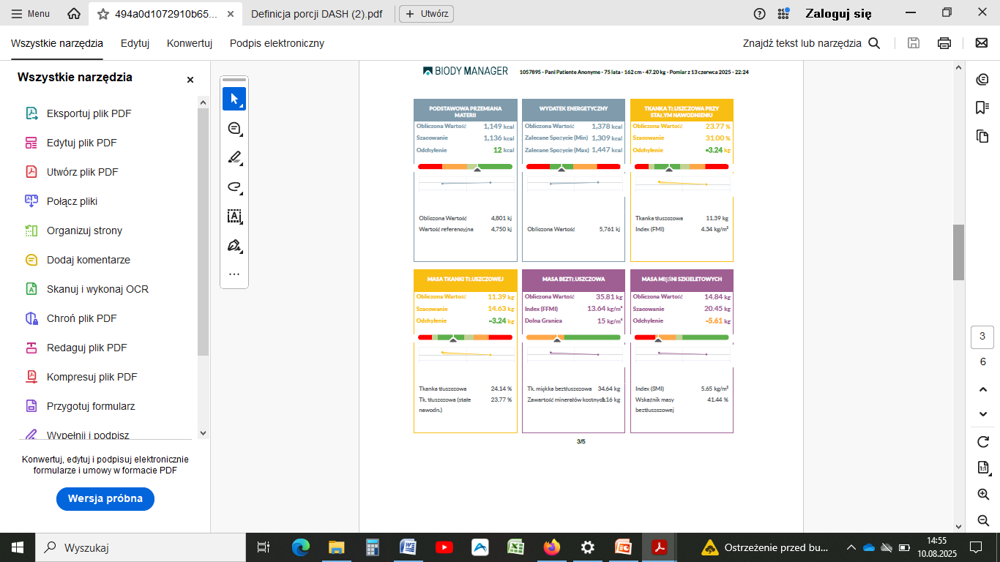 Menu
494a0d1072910b65...
Definicja porcji DASH (2).pdf
Utwórz
Zaloguj się
Wszystkie narzędzia
Edytuj
Konwertuj
Podpis elektroniczny
Znajdź tekst lub narzędzia
Wszystkie narzędzia
Eksportuj plik PDF
Edytuj plik PDF
Utwórz plik PDF
Połącz pliki
Organizuj strony
Dodaj komentarze
Skanuj i wykonaj OCR
Chroń plik PDF
Redaguj plik PDF
Kompresuj plik PDF
Przygotuj formularz
Wypełnij i podpisz
Konwertuj, edytuj i podpisuj elektronicznie
formularze i umowy w formacie PDF
Wersja próbna
BIODY MANAGER
1057895 - Pani Patiente Anonyme - 75 lata - 162 cm - 47.20 kg - Pomiar z 13 czerwca 2025 - 22:24
PODSTAWOWA PRZEMIANA
MATERII
Obliczona Wartość 1,149 kcal
Szacowanie 1,136 kcal
Odchylenie 12 kcal
Obliczona Wartość 4,801 kj
Wartość referencyjna 4,750 kj
WYDATEK ENERGETYCZNY
Obliczona Wartość 1,378 kcal
Zalecane Spożycie (Min) 1,309 kcal
Zalecane Spożycie (Max) 1,447 kcal
Obliczona Wartość 5,761 kj
TKANKA TŁUSZCZOWA PRZY
STAŁYM NAWODNIENIU
Obliczona Wartość 23.77 %
Szacowanie 31.00 %
Odchylenie -3.24 kg
Tkanka tłuszczowa 11.39 kg
Index (FMI) 4.34 kg/m²
MASA TKANKI TŁUSZCZOWEJ
Obliczona Wartość 11.39 kg
Szacowanie 14.63 kg
Odchylenie -3.24 kg
Tkanka tłuszczowa 24.14 %
Tk. tłuszczowa (stałe 23.77 %
nawodn.)
MASA BEZTŁUSZCZOWA
Obliczona Wartość 35.81 kg
Index (FFMI) 13.64 kg/m²
Dolna Granica 15 kg/m²
Tk. miękka beztłuszczowa 34.64 kg
Zawartość minerałów kostnych 1.16 kg
MASA MIĘŚNI SZKIELETOWYCH
Obliczona Wartość 14.84 kg
Szacowanie 20.45 kg
Odchylenie -5.61 kg
Index (SMI) 5.65 kg/m²
Wskaźnik masy 41.44 %
beztłuszczowej
3/5
3
6
1:1
Wyszukaj
Ostrzeżenie przed bu...
14:55
10.08.2025